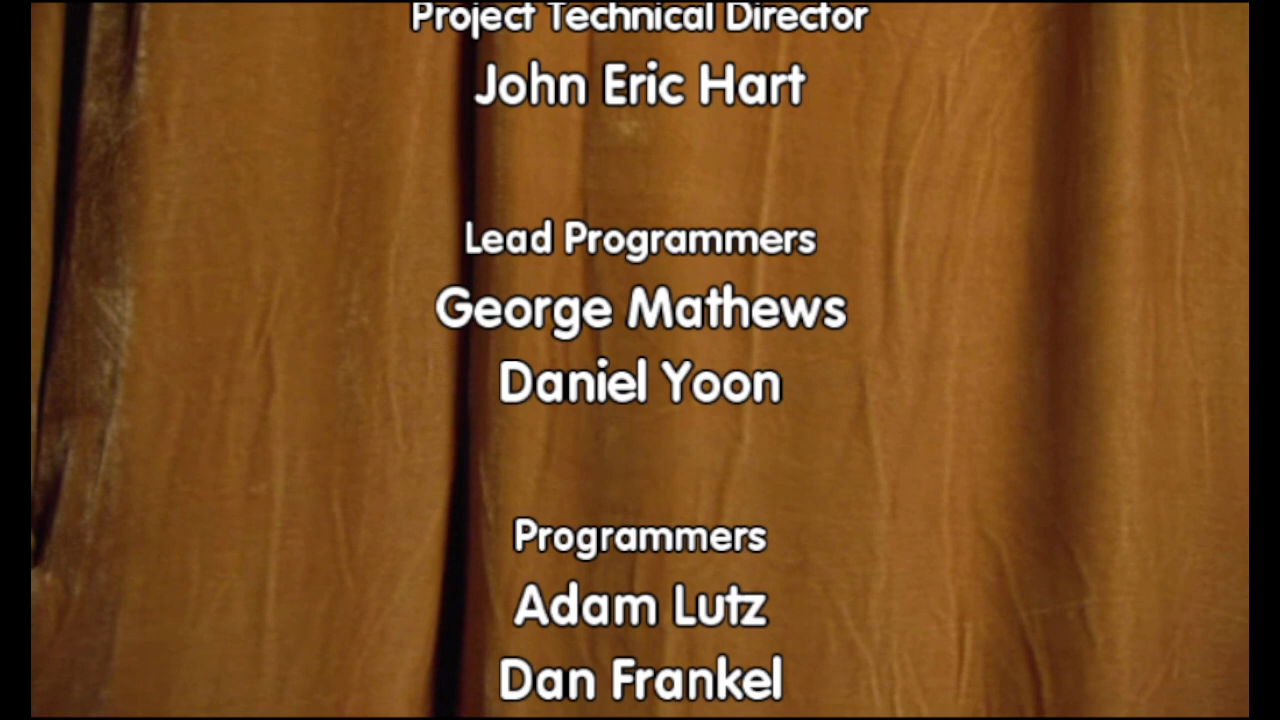 Project Technical Director
John Eric Hart
Lead Programmers
George Mathews
Daniel Yoon
Programmers
Adam Lutz
Dan Frankel